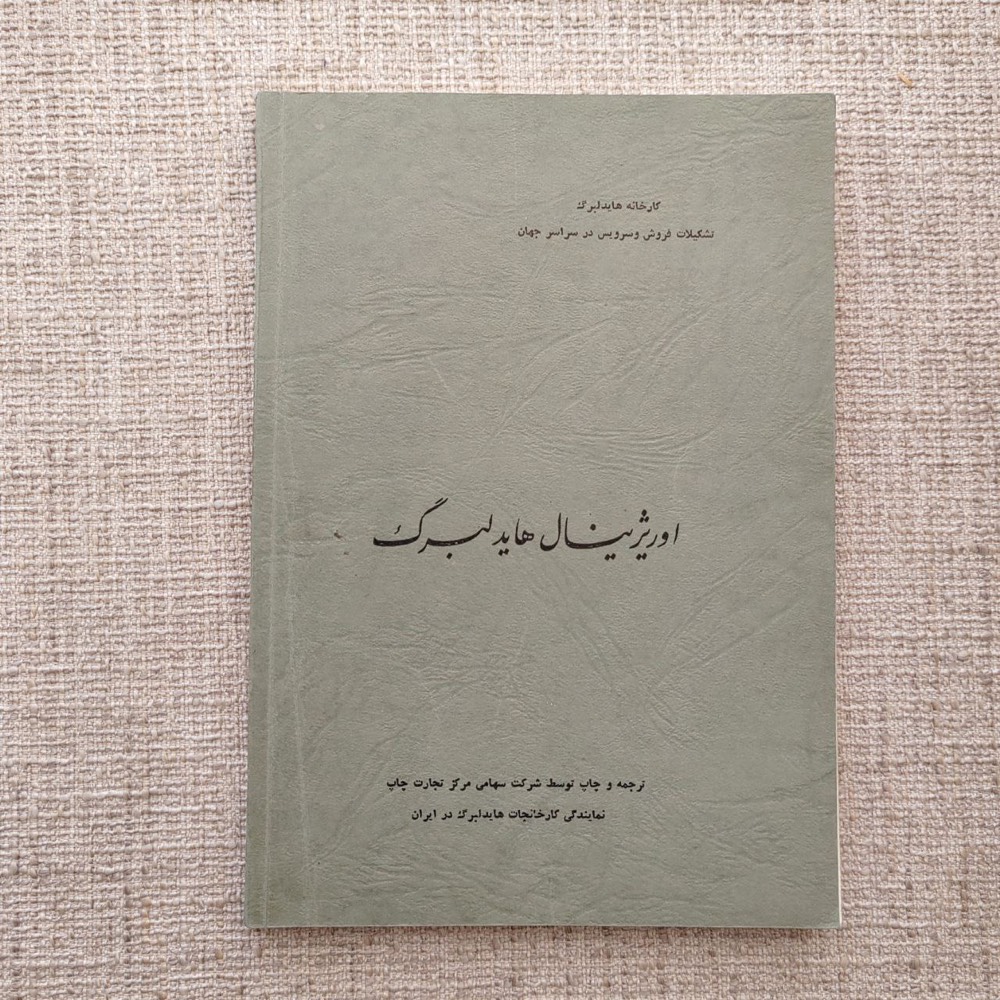 کارخانه هایدلبرگ
تشکیلات فروش وسرویس در سراسر جهان
اوریژینال هایدلبرگ
ترجمه و چاپ توسط شرکت سهامی مرکز تجارت چاپ
نمایندگی کارخانجات هایدلبرگ در ایران